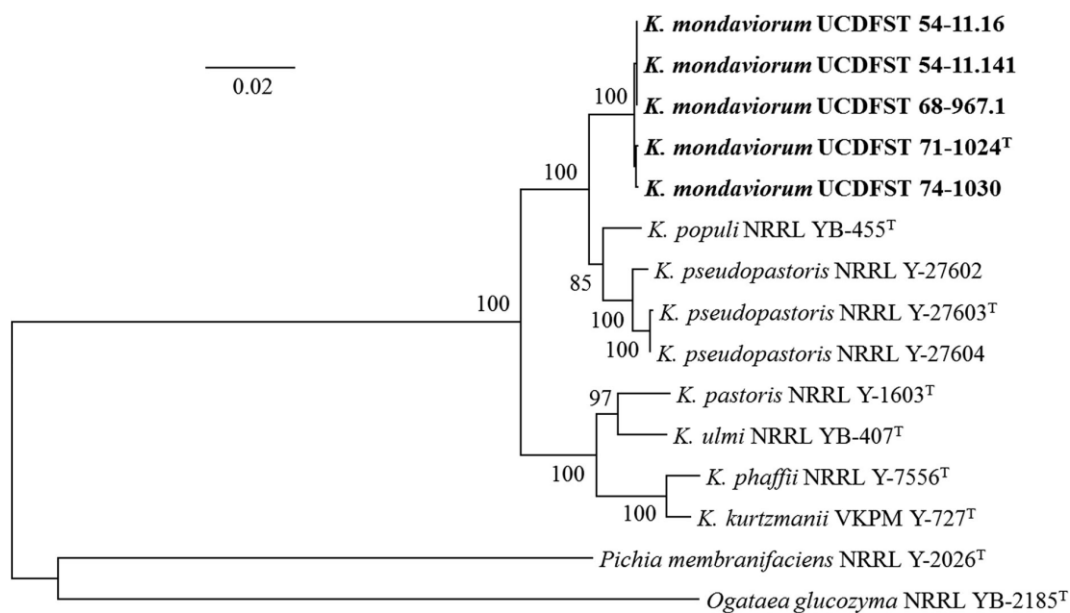 K. mondaviorum UCDFST 54-11.16
K. mondaviorum UCDFST 54-11.141
0.02
100
K. mondaviorum UCDFST 68-967.1
K. mondaviorum UCDFST 71-1024ᵀ
100
K. mondaviorum UCDFST 74-1030
K. populi NRRL YB-455ᵀ
85
K. pseudopastoris NRRL Y-27602
100
100
K. pseudopastoris NRRL Y-27603ᵀ
100
K. pseudopastoris NRRL Y-27604
97
K. pastoris NRRL Y-1603ᵀ
K. ulmi NRRL YB-407ᵀ
100
K. phaffii NRRL Y-7556ᵀ
100
K. kurtzmanii VKPM Y-727ᵀ
Pichia membranifaciens NRRL Y-2026ᵀ
Ogataea glucozyma NRRL YB-2185ᵀ